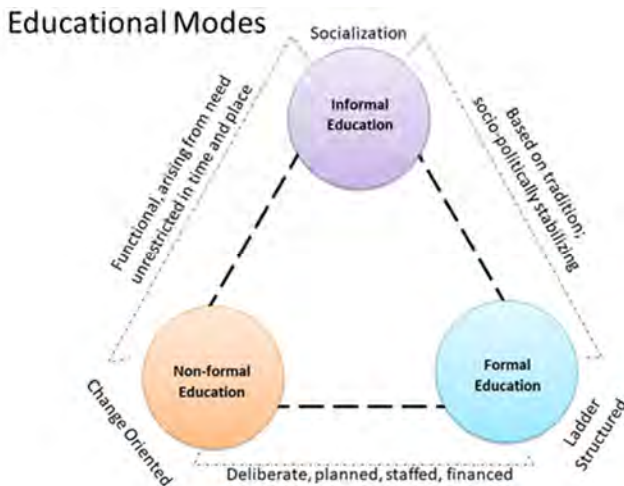 Educational Modes
Socialization
Informal
Education
Functional, arising from need
unrestricted in time and place
Based on tradition;
socio-politically stabilizing
Non-formal
Education
Formal
Education
Change Oriented
Ladder
Structured
Deliberate, planned, staffed, financed